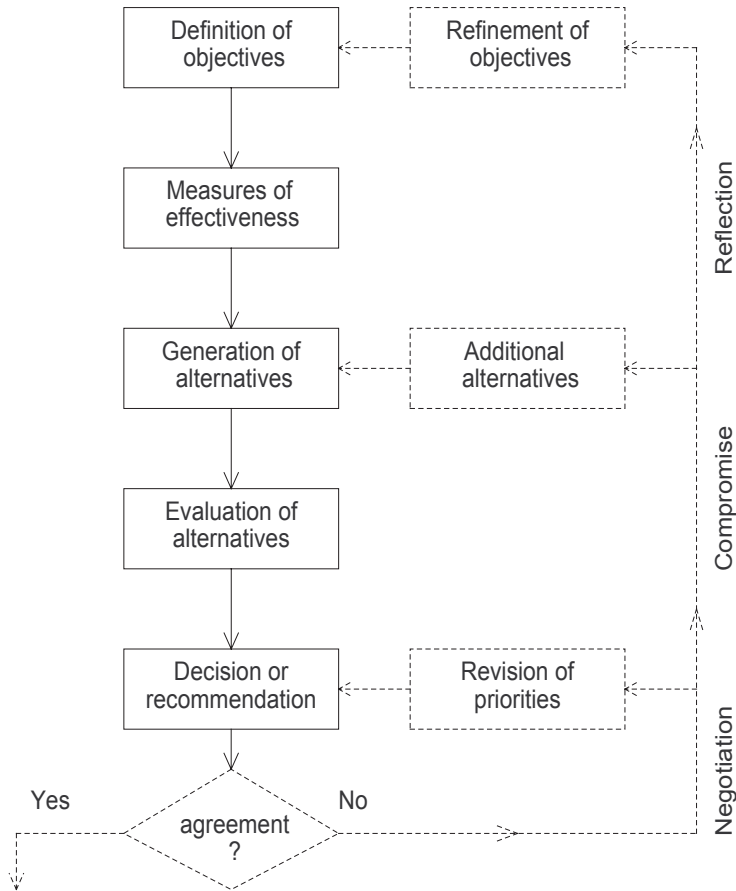 Definition of
objectives
Refinement of
objectives
Measures of
effectiveness
Reflection
Generation of
alternatives
Additional
alternatives
Compromise
Evaluation of
alternatives
Decision or
recommendation
Revision of
priorities
Negotiation
Yes
No
agreement
?